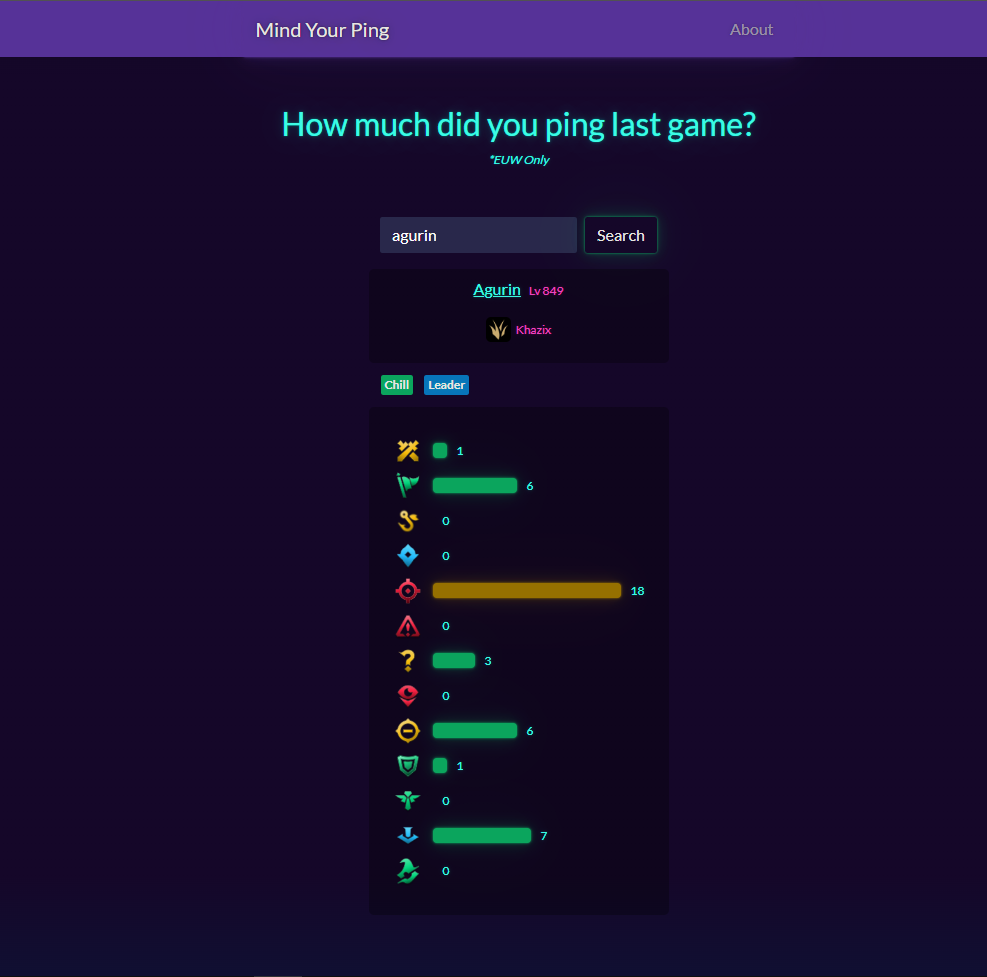 Mind Your Ping About
How much did you ping last game?
*EUW Only
agurin Search
Agurin Lv 849
Khazix
Chill Leader
1
6
0
0
18
0
3
0
6
1
0
7
0